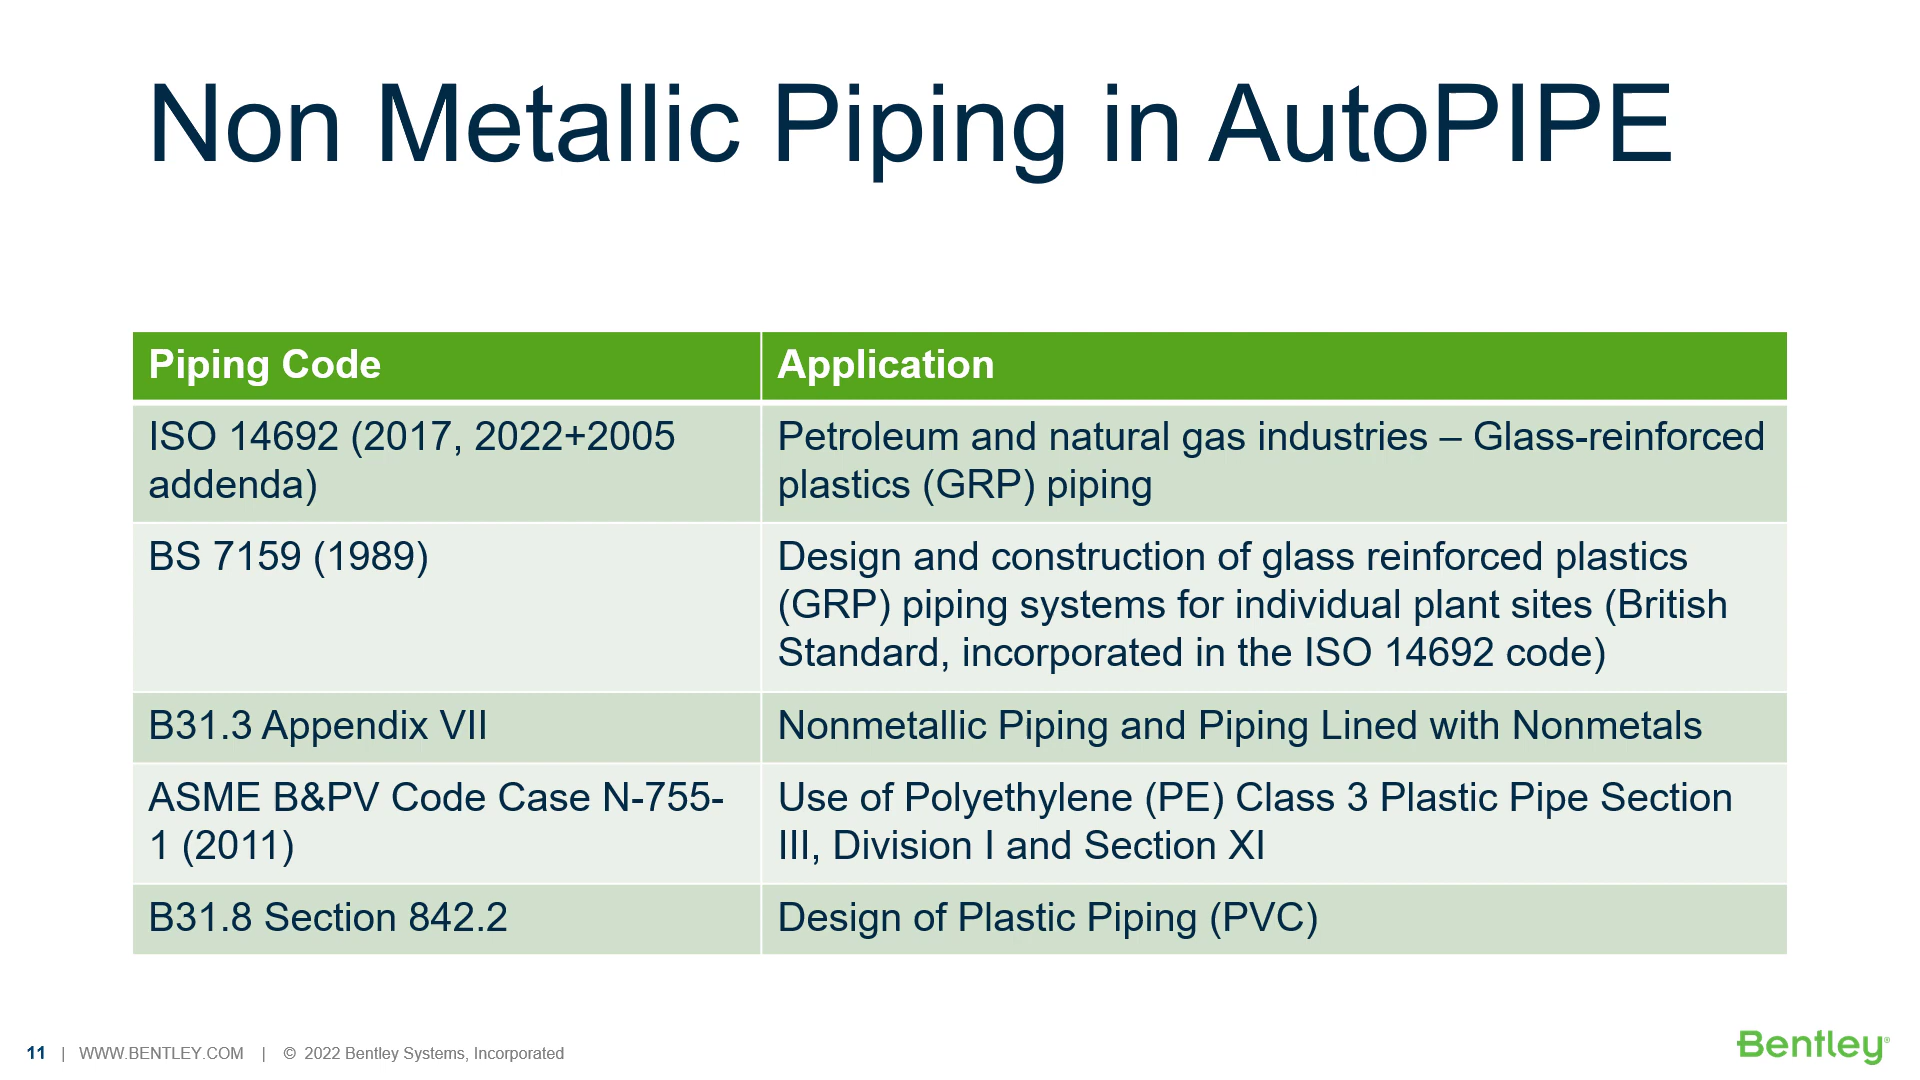 Non Metallic Piping in AutoPIPE
Piping Code
Application
ISO 14692 (2017, 2022+2005
addenda)
Petroleum and natural gas industries – Glass-reinforced
plastics (GRP) piping
BS 7159 (1989)
Design and construction of glass reinforced plastics
(GRP) piping systems for individual plant sites (British
Standard, incorporated in the ISO 14692 code)
B31.3 Appendix VII
Nonmetallic Piping and Piping Lined with Nonmetals
ASME B&PV Code Case N-755-
1 (2011)
Use of Polyethylene (PE) Class 3 Plastic Pipe Section
III, Division I and Section XI
B31.8 Section 842.2
Design of Plastic Piping (PVC)
11 | WWW.BENTLEY.COM | © 2022 Bentley Systems, Incorporated
Bentley®